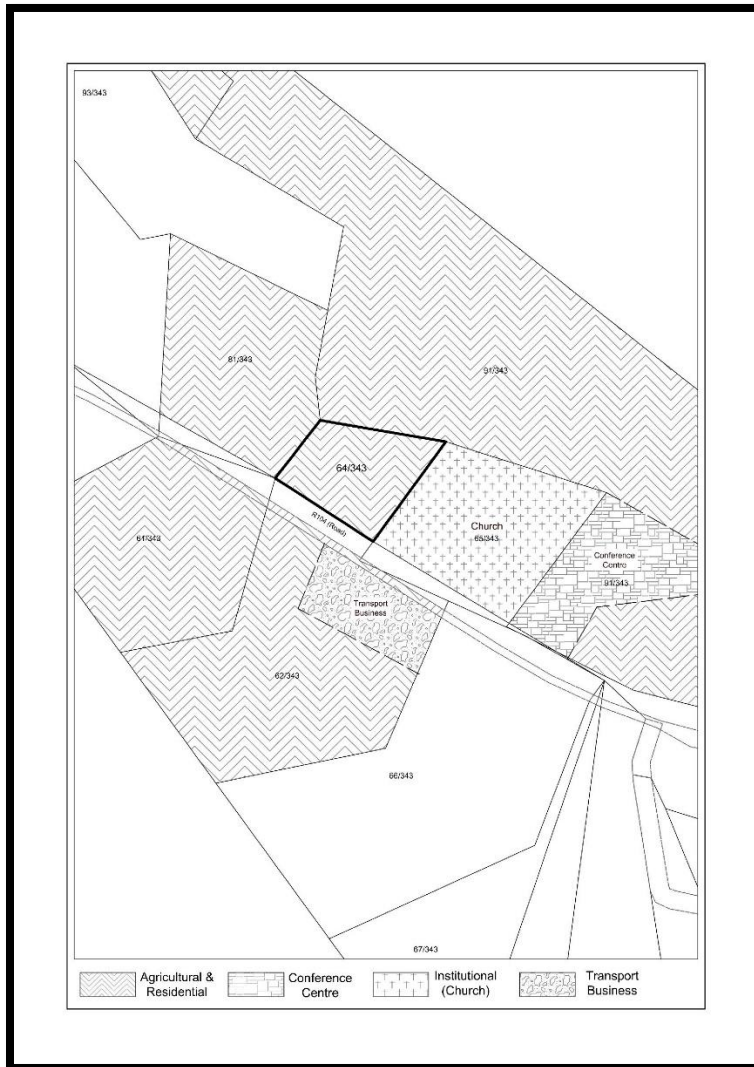 93/343
81/343
91/343
64/343
R104 (Road)
Church
65/343
61/343
Conference
Centre
91/343
Transport
Business
62/343
66/343
67/343
Agricultural &
Residential
Conference
Centre
Institutional
(Church)
Transport
Business